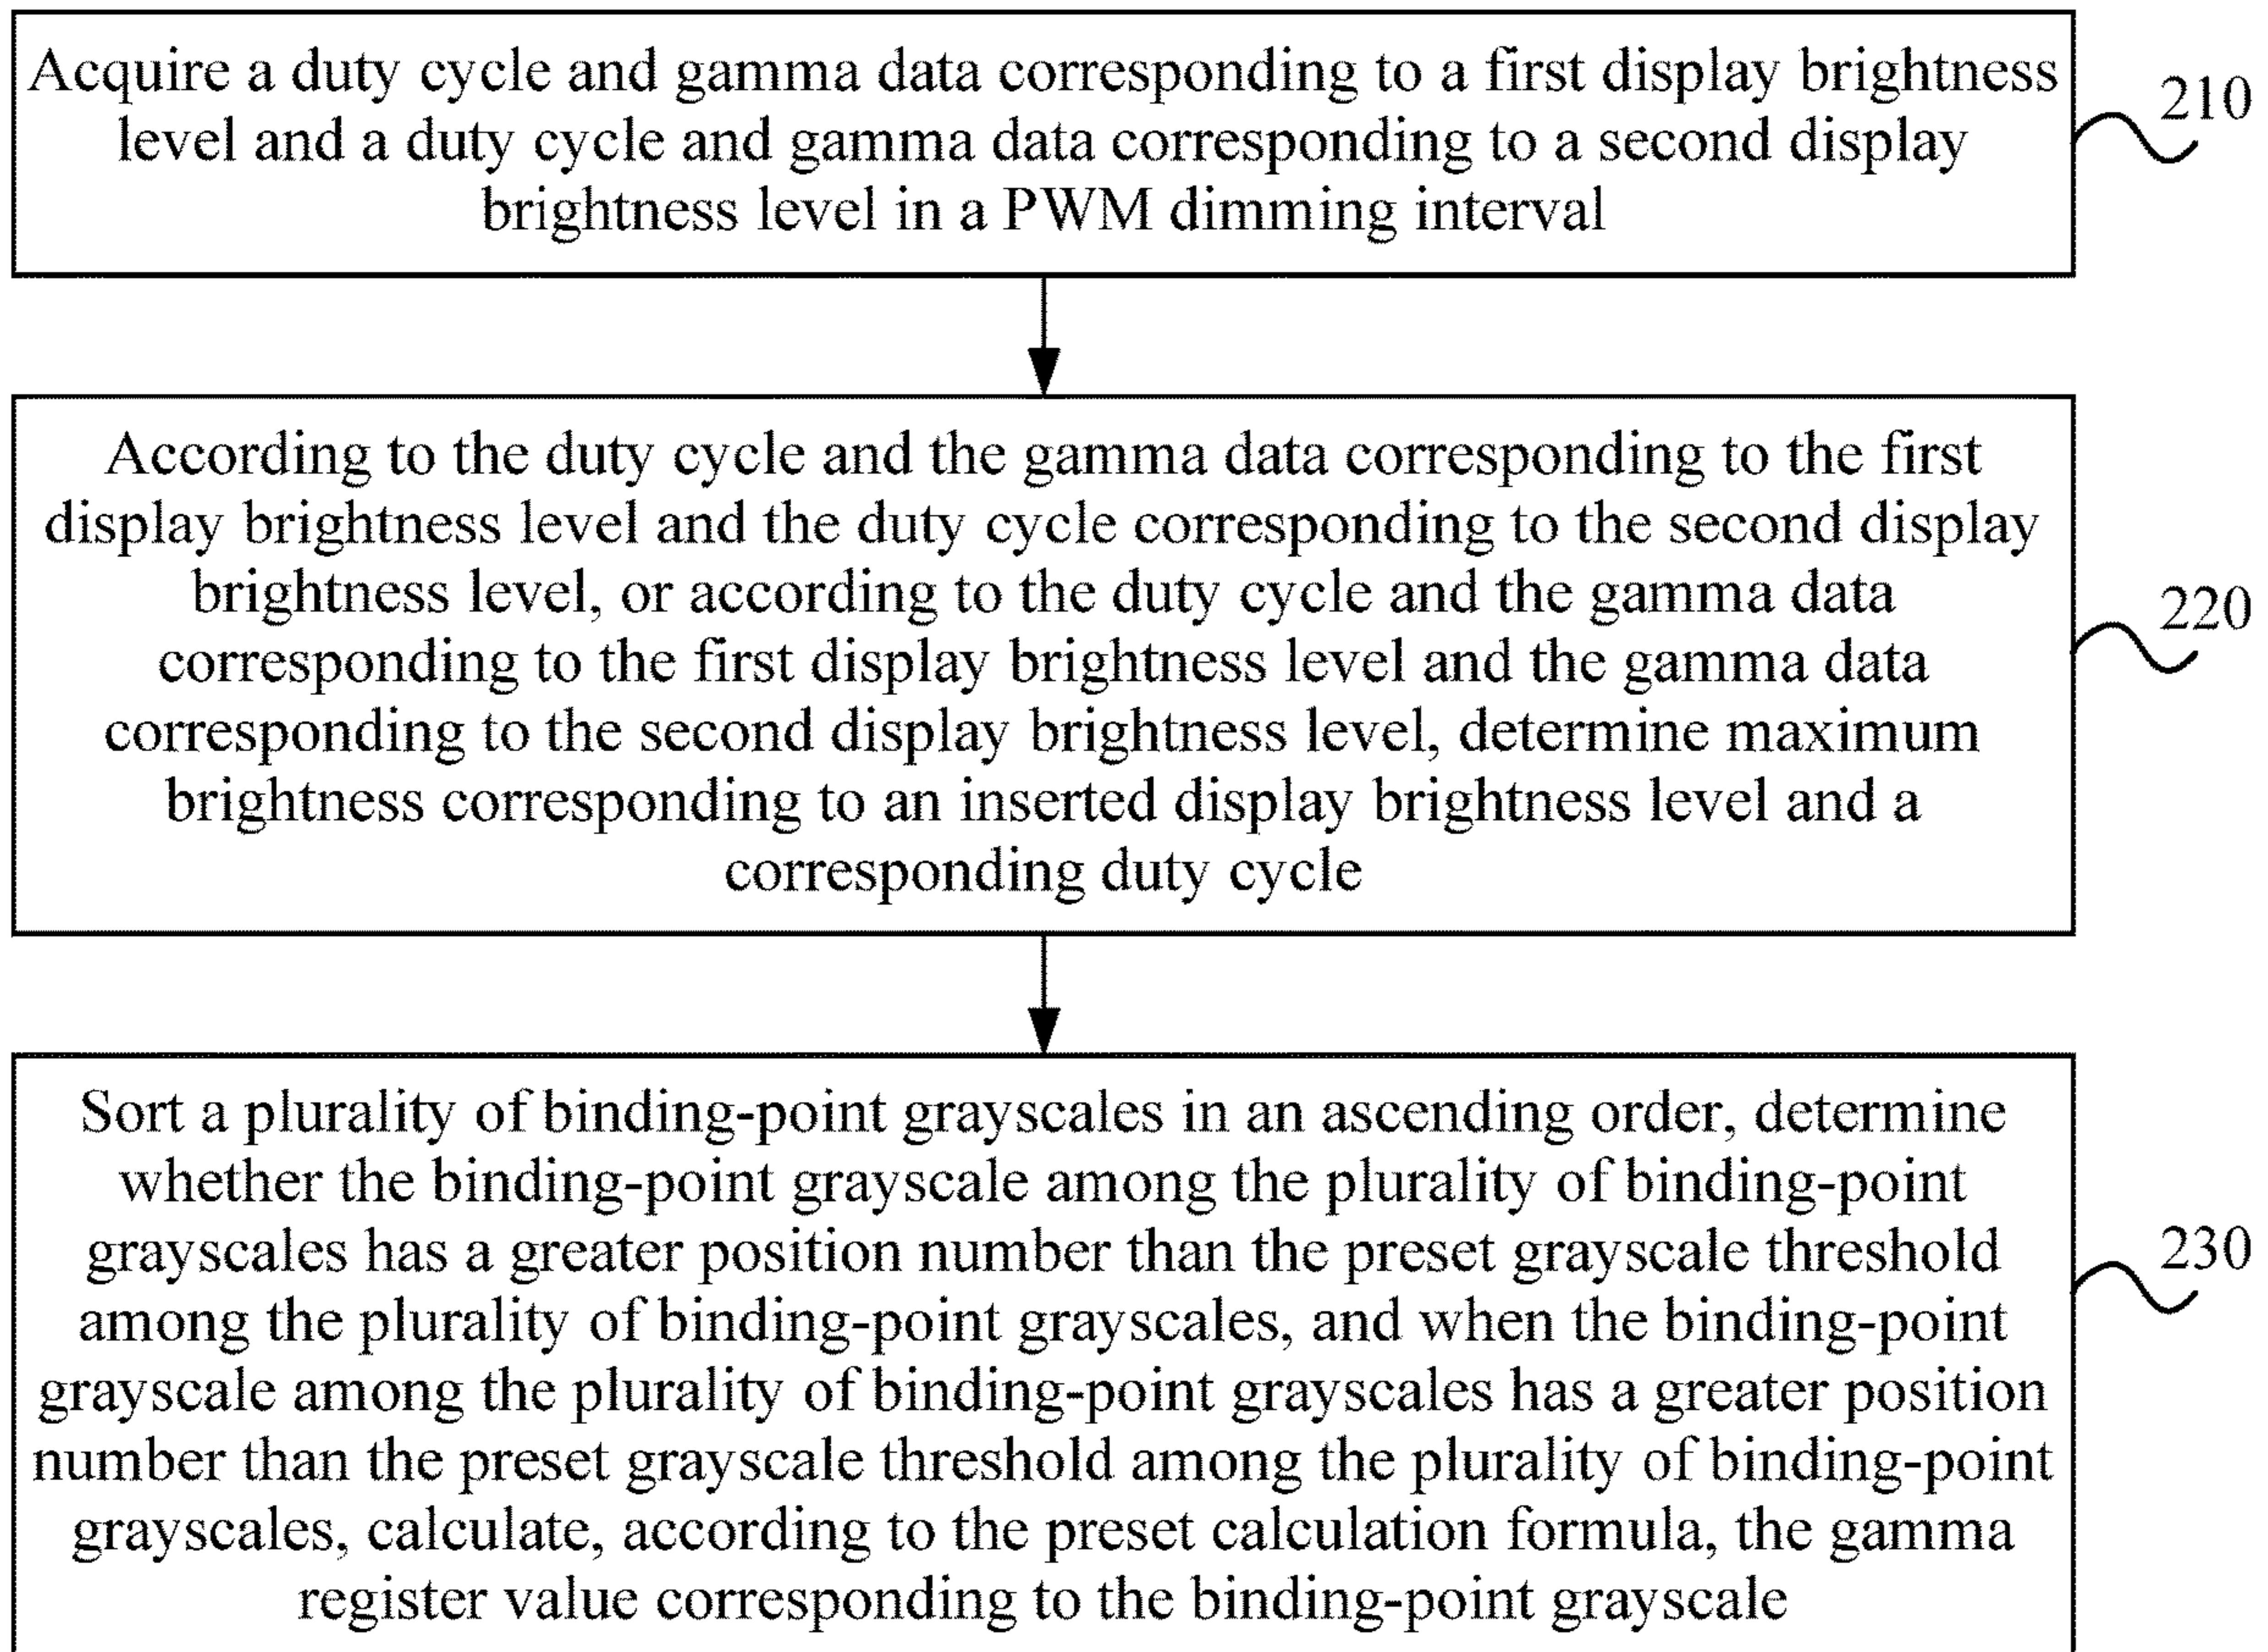 Acquire a duty cycle and gamma data corresponding to a first display brightness
level and a duty cycle and gamma data corresponding to a second display
brightness level in a PWM dimming interval
210
According to the duty cycle and the gamma data corresponding to the first
display brightness level and the duty cycle corresponding to the second display
brightness level, or according to the duty cycle and the gamma data
corresponding to the first display brightness level and the gamma data
corresponding to the second display brightness level, determine maximum
brightness corresponding to an inserted display brightness level and a
corresponding duty cycle
220
Sort a plurality of binding-point grayscales in an ascending order, determine
whether the binding-point grayscale among the plurality of binding-point
grayscales has a greater position number than the preset grayscale threshold
among the plurality of binding-point grayscales, and when the binding-point
grayscale among the plurality of binding-point grayscales has a greater position
number than the preset grayscale threshold among the plurality of binding-point
grayscales, calculate, according to the preset calculation formula, the gamma
register value corresponding to the binding-point grayscale
230